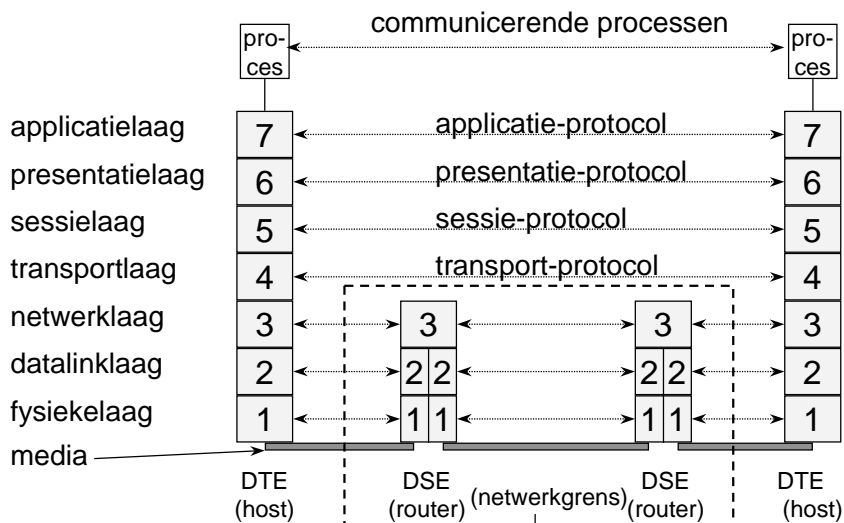 communicerende processen
pro-
ces
pro-
ces
applicatielaag 7 applicatie-protocol 7
presentatielaag 6 presentatie-protocol 6
sessielaag 5 sessie-protocol 5
transportlaag 4 transport-protocol 4
netwerklaag 3 3 3 3
datalinklaag 2 2 2 2 2 2
fysiekelaag 1 1 1 1 1 1
media
DTE DSE DSE DTE
(host) (router) (netwerkgrens) (router) (host)